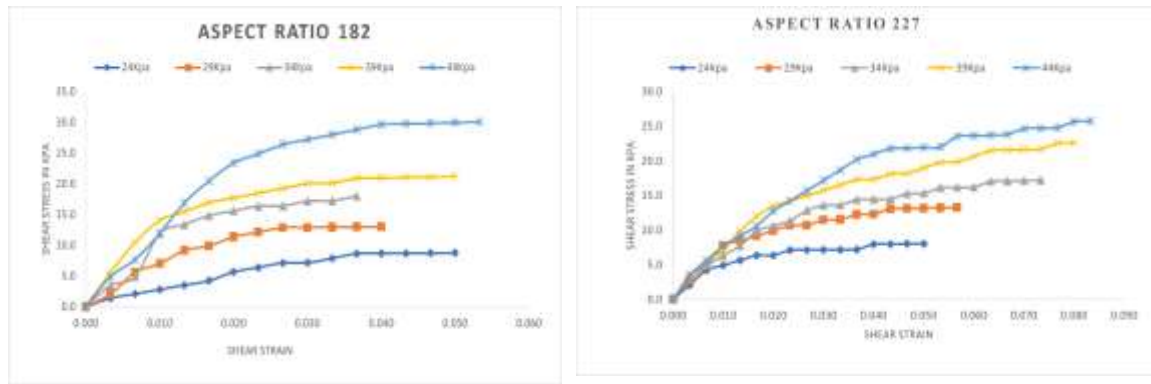 ASPECT RATIO 182
24Kpa 29Kpa 34Kpa 39Kpa 44Kpa
35.0
30.0
25.0
20.0
15.0
10.0
5.0
0.0
SHEAR STRESS IN KPA
0.000 0.010 0.020 0.030 0.040 0.050 0.060
SHEAR STRAIN
ASPECT RATIO 227
24Kpa 29Kpa 34Kpa 39Kpa 44Kpa
30.0
25.0
20.0
15.0
10.0
5.0
0.0
SHEAR STRESS IN KPA
0.000 0.010 0.020 0.030 0.040 0.050 0.060 0.070 0.080 0.090
SHEAR STRAIN